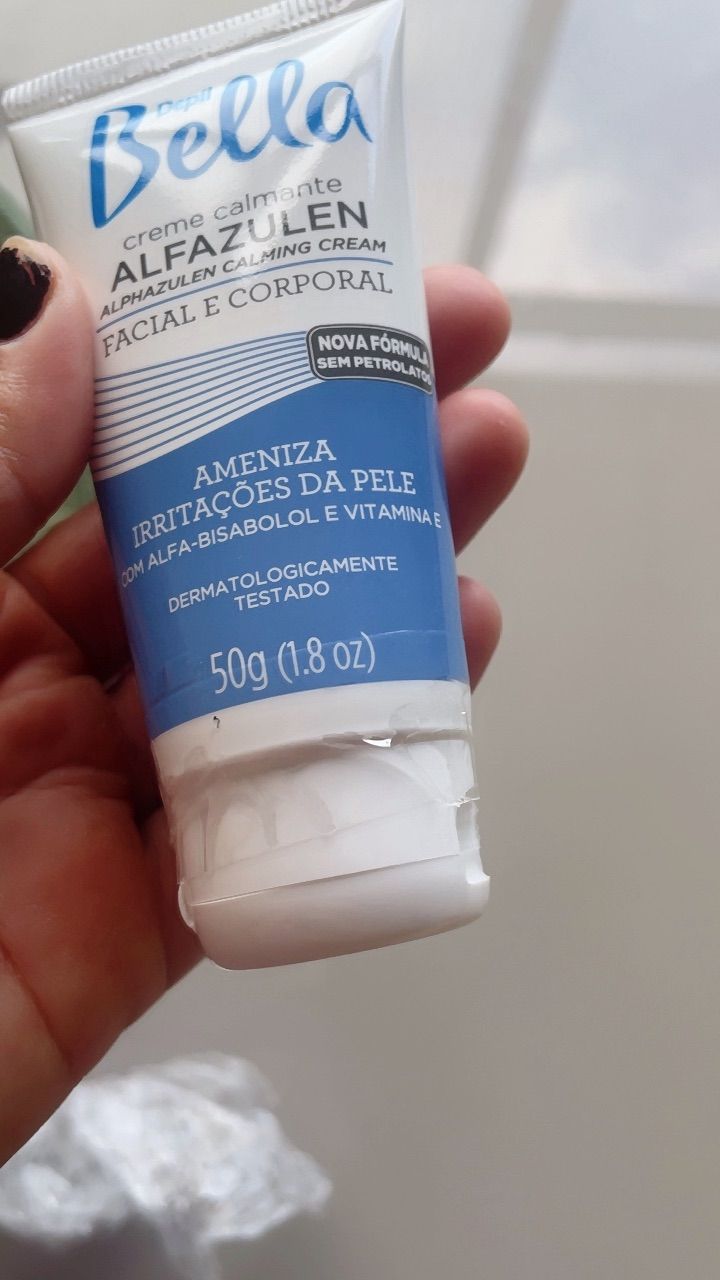 Depil
Bella
creme calmante
ALFAZULEN
ALPHAZULEN CALMING CREAM
FACIAL E CORPORAL
NOVA FÓRMULA
SEM PETROLATOS
AMENIZA
IRRITAÇÕES DA PELE
COM ALFA-BISABOLOL E VITAMINA E
DERMATOLOGICAMENTE
TESTADO
50g (1.8 oz)